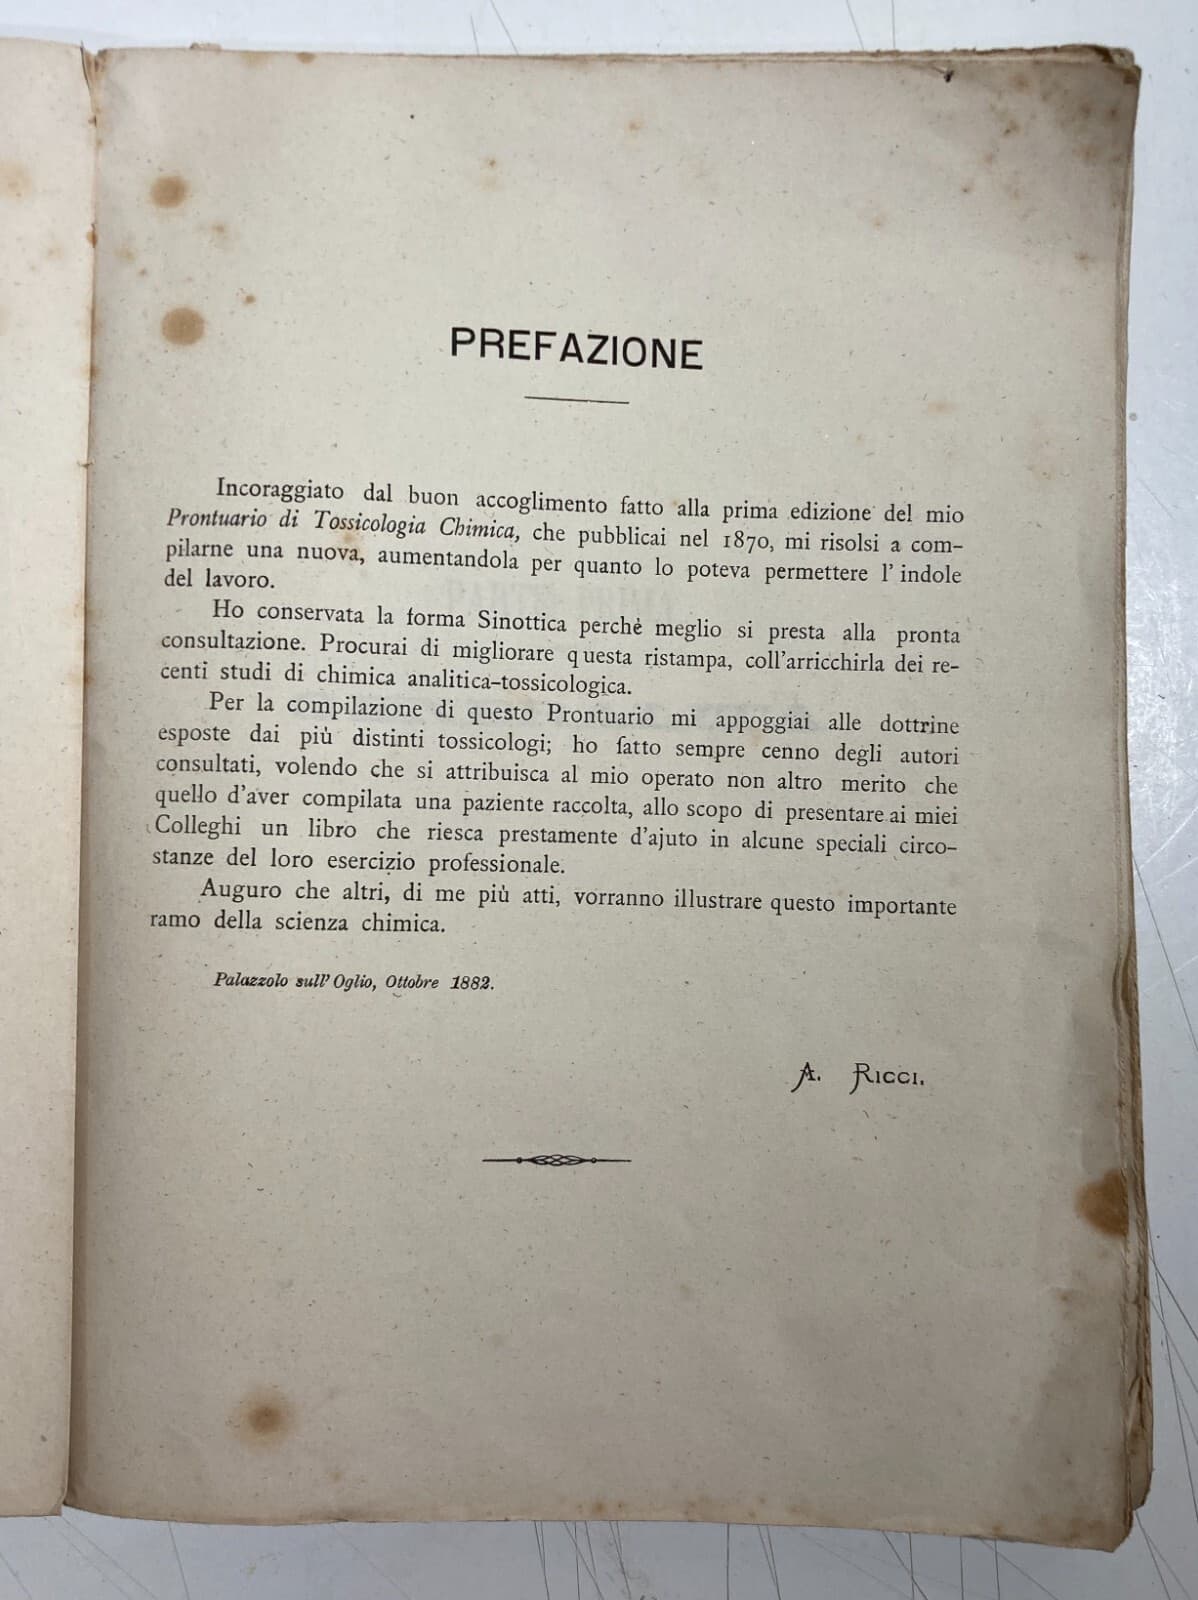 PREFAZIONE
Incoraggiato dal buon accoglimento fatto alla prima edizione del mio
Prontuario di Tossicologia Chimica, che pubblicai nel 1870, mi risolsi a com-
pilarne una nuova, aumentandola per quanto lo poteva permettere l' indole
del lavoro.
Ho conservata la forma Sinottica perchè meglio si presta alla pronta
consultazione. Procurai di migliorare questa ristampa, coll'arricchirla dei re-
centi studi di chimica analitica-tossicologica.
Per la compilazione di questo Prontuario mi appoggiai alle dottrine
esposte dai più distinti tossicologi; ho fatto sempre cenno degli autori
consultati, volendo che si attribuisca al mio operato non altro merito che
quello d'aver compilata una paziente raccolta, allo scopo di presentare ai miei
Colleghi un libro che riesca prestamente d'ajuto in alcune speciali circo-
stanze del loro esercizio professionale.
Auguro che altri, di me più atti, vorranno illustrare questo importante
ramo della scienza chimica.
Palazzolo sull' Oglio, Ottobre 1882.
A. RICCI.